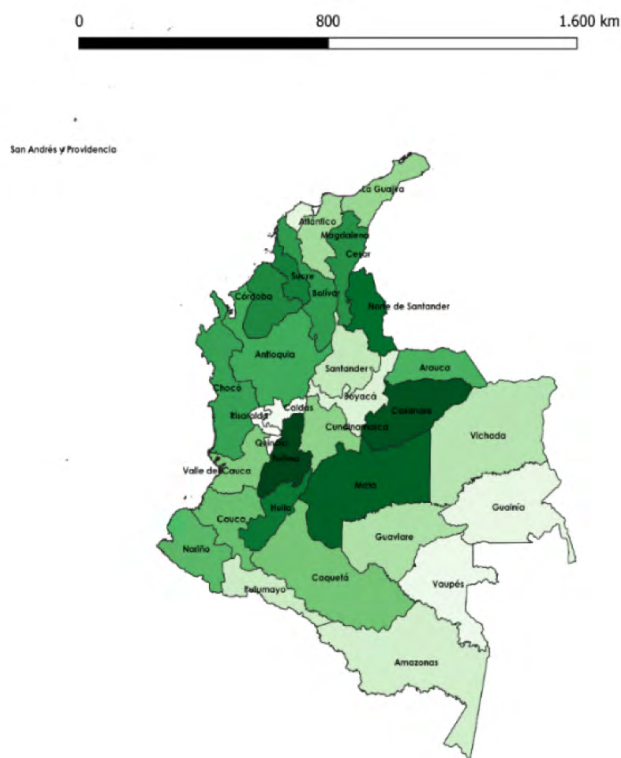 0 800 1.600 km
San Andrés y Providencia
La Guajira
Atlántico
Magdalena
Cesar
Sucre
Córdoba
Bolívar
Norte de Santander
Antioquia
Santander
Arauca
Chocó
Boyacá
Caldas
Casanare
Risaralda
Cundinamarca
Vichada
Quindío
Tolima
Valle del Cauca
Meta
Guainía
Huila
Cauca
Guaviare
Nariño
Caquetá
Vaupés
Putumayo
Amazonas